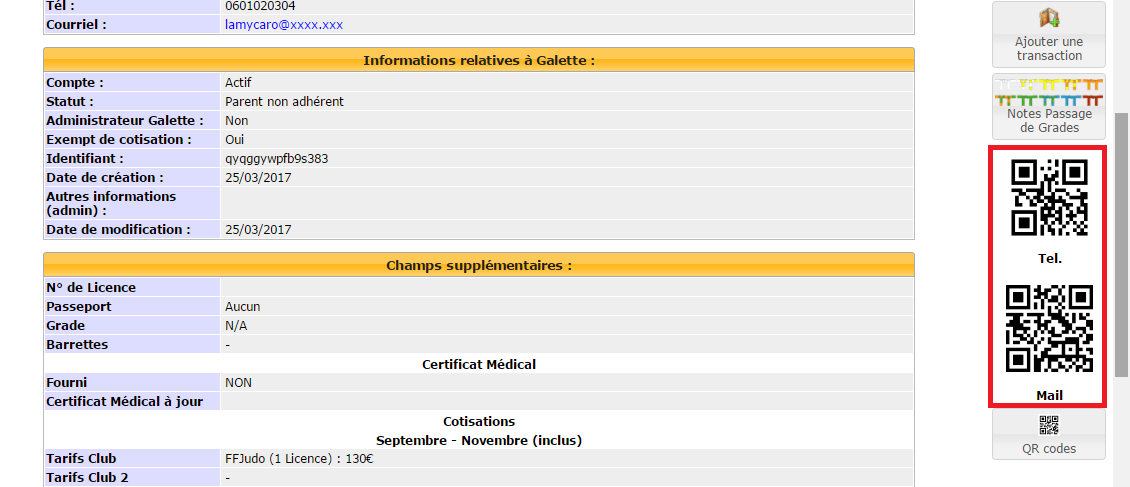 Tél : 0601020304
Courriel : lamycaro@xxxx.xxx
Informations relatives à Galette :
Compte : Actif
Statut : Parent non adhérent
Administrateur Galette : Non
Exempt de cotisation : Oui
Identifiant : qyqggywpfb9s383
Date de création : 25/03/2017
Autres informations
(admin) :
Date de modification : 25/03/2017
Champs supplémentaires :
N° de Licence
Passeport Aucun
Grade N/A
Barrettes -
Certificat Médical
Fourni NON
Certificat Médical à jour
Cotisations
Septembre - Novembre (inclus)
Tarifs Club FFJudo (1 Licence) : 130€
Tarifs Club 2 -
Ajouter une
transaction
Notes Passage
de Grades
Tel.
Mail
QR codes